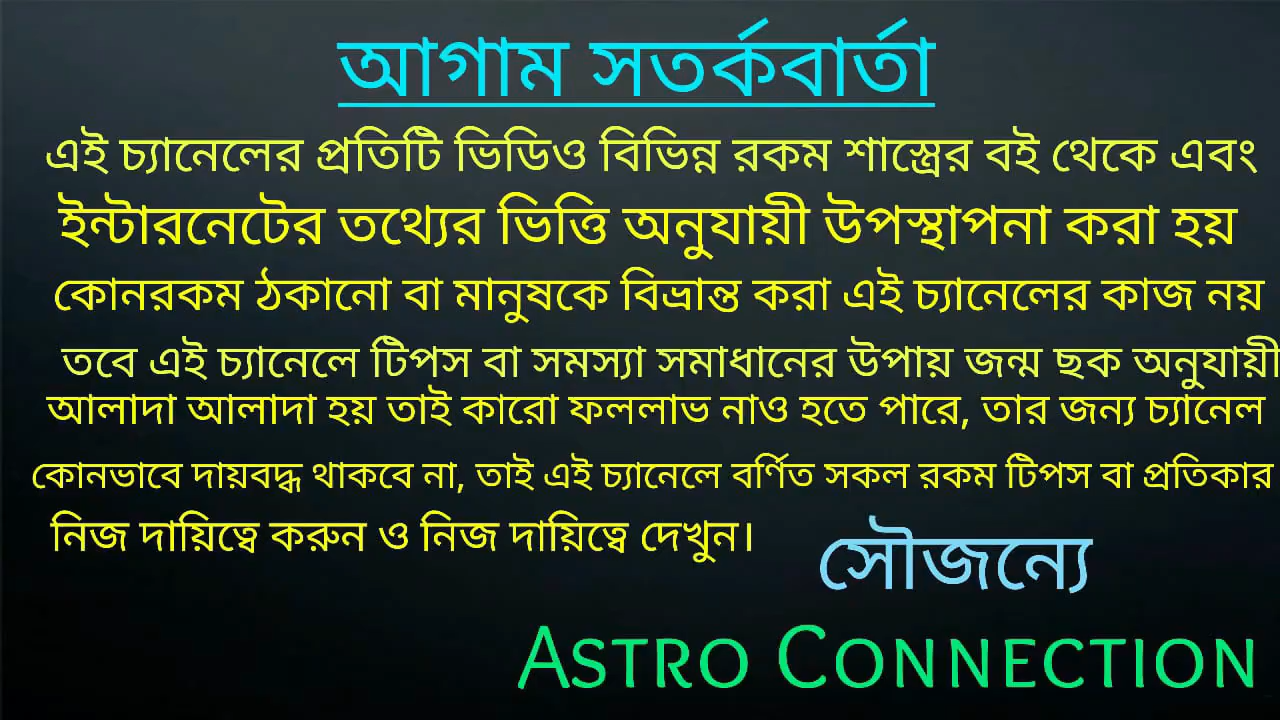 আগাম সতর্কবার্তা
এই চ্যানেলের প্রতিটি ভিডিও বিভিন্ন রকম শাস্ত্রের বই থেকে এবং
ইন্টারনেটের তথ্যের ভিত্তি অনুযায়ী উপস্থাপনা করা হয়
কোনরকম ঠকানো বা মানুষকে বিভ্রান্ত করা এই চ্যানেলের কাজ নয়
তবে এই চ্যানেলে টিপস বা সমস্যা সমাধানের উপায় জন্ম ছক অনুযায়ী
আলাদা আলাদা হয় তাই কারো ফললাভ নাও হতে পারে, তার জন্য চ্যানেল
কোনভাবে দায়বদ্ধ থাকবে না, তাই এই চ্যানেলে বর্ণিত সকল রকম টিপস বা প্রতিকার
নিজ দায়িত্বে করুন ও নিজ দায়িত্বে দেখুন।
সৌজন্যে
ASTRO CONNECTION